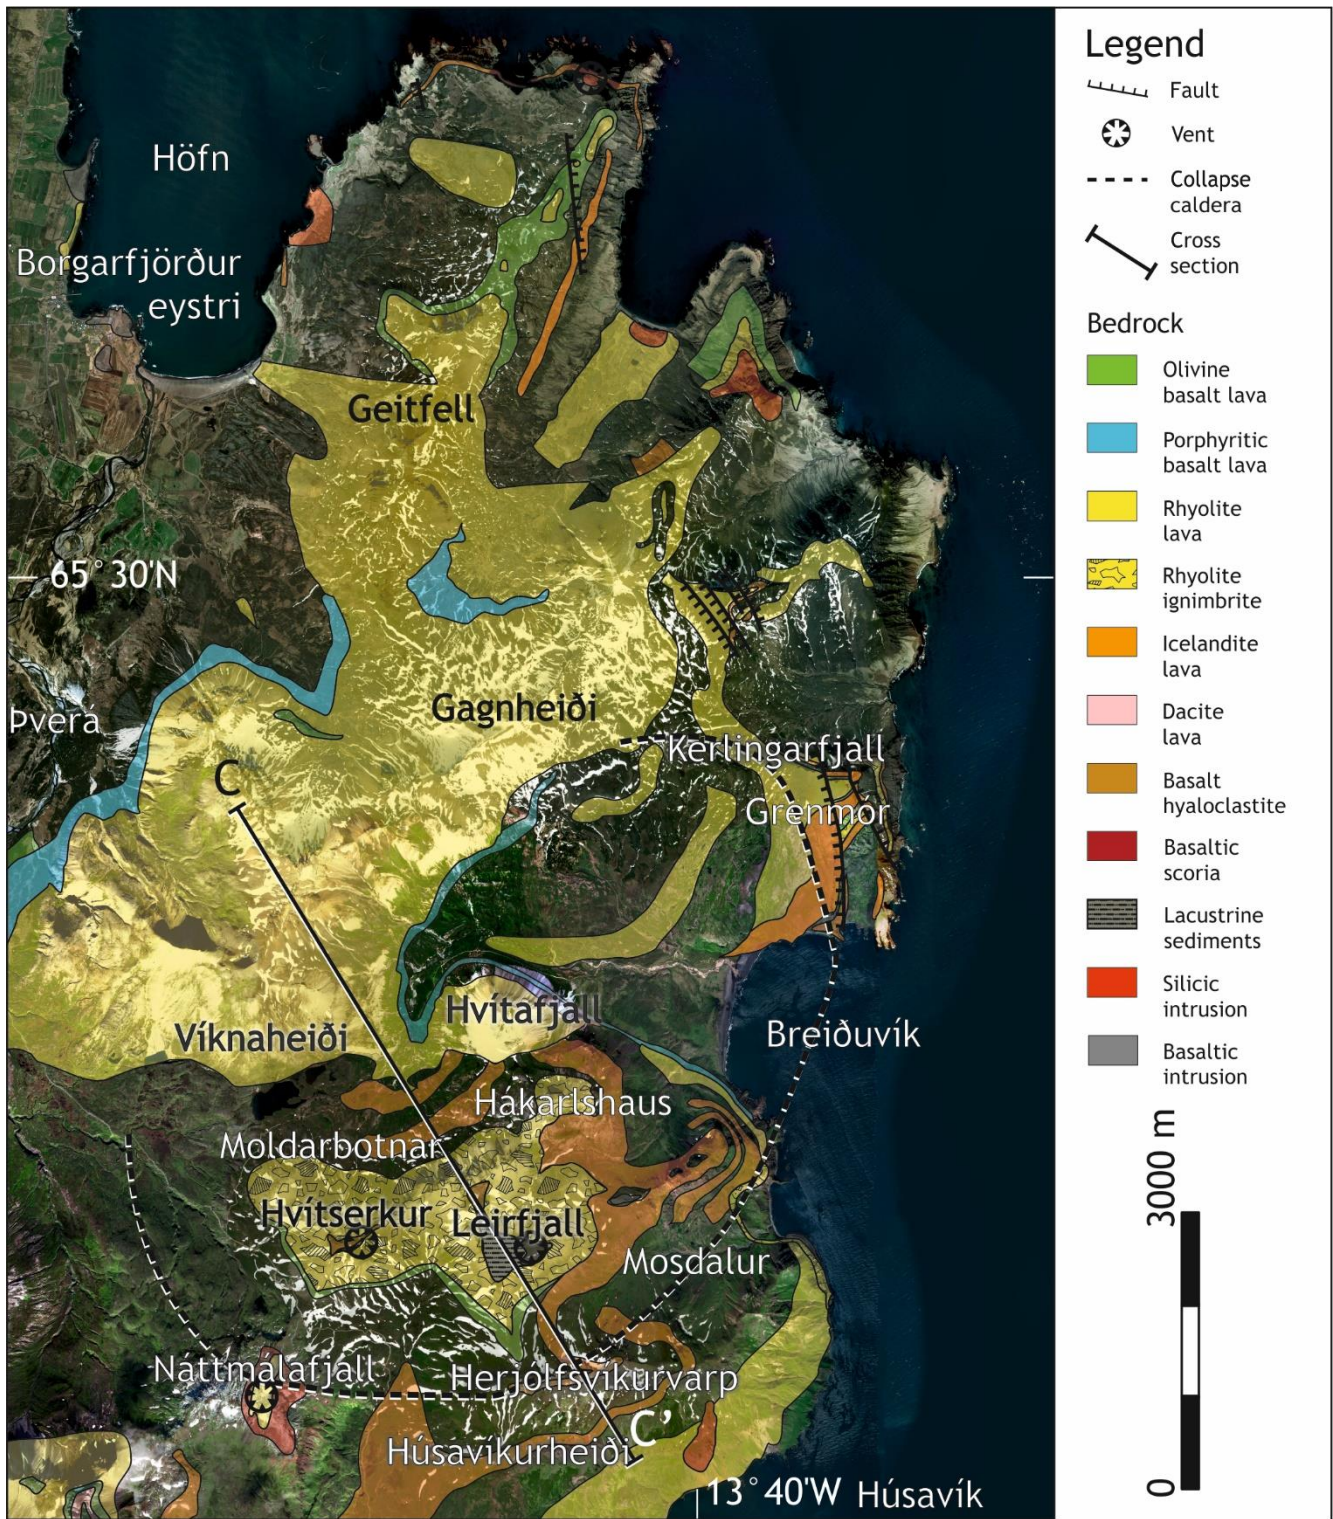 Höfn
Borgarfjörður
eystri
Geitfell
65°30'N
Þverá
Gagnheiði
Kerlingarfjall
C
Grenmór
Hvítafjall
Víknaheiði
Breiðuvík
Hákarlshaus
Moldarbotnar
Hvítserkur
Leirfjall
Mosdalur
Náttmálafjall
Herjólfsvíkurvarp
C'
Húsavíkurheiði
13°40'W
Húsavík
Legend
Fault
Vent
Collapse
caldera
Cross
section
Bedrock
Olivine
basalt lava
Porphyritic
basalt lava
Rhyolite
lava
Rhyolite
ignimbrite
Icelandite
lava
Dacite
lava
Basalt
hyaloclastite
Basaltic
scoria
Lacustrine
sediments
Silicic
intrusion
Basaltic
intrusion
3000 m
0